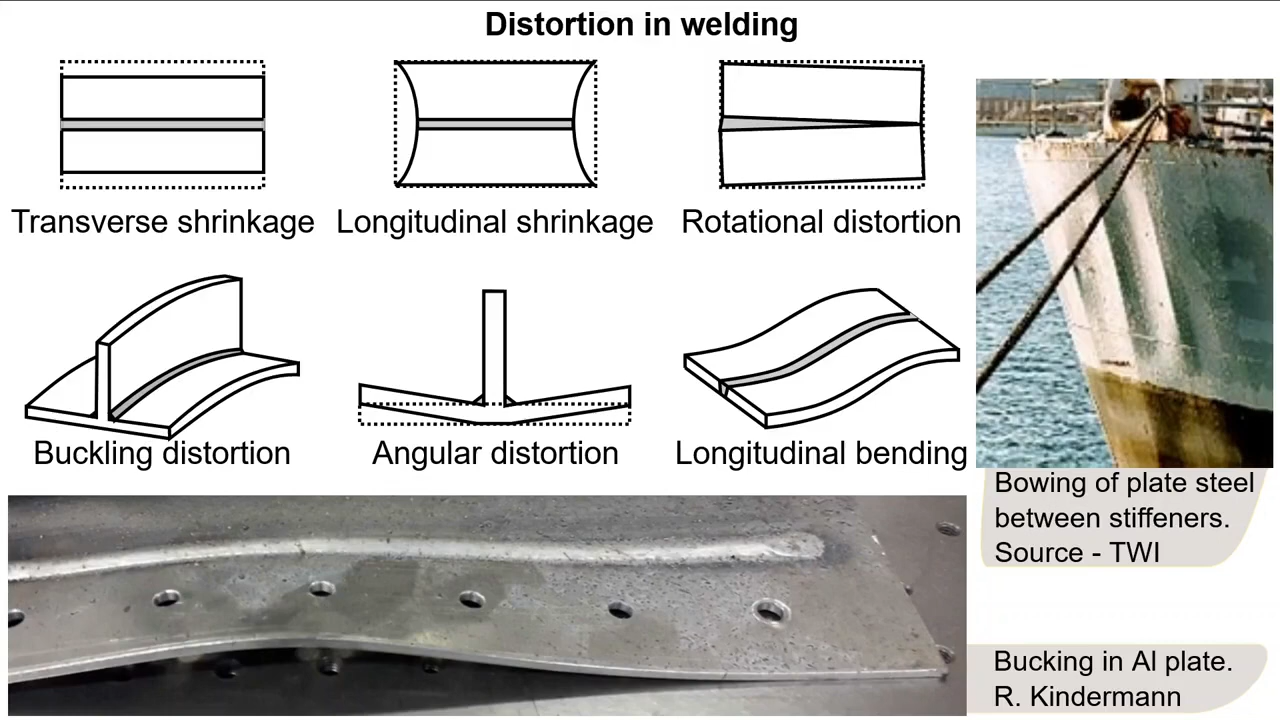 Distortion in welding
Transverse shrinkage
Longitudinal shrinkage
Rotational distortion
Buckling distortion
Angular distortion
Longitudinal bending
Bowing of plate steel
between stiffeners.
Source - TWI
Bucking in Al plate.
R. Kindermann